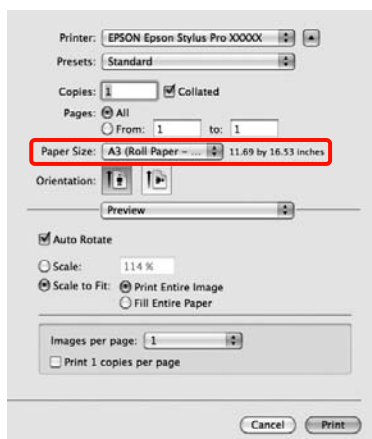 Printer: EPSON Epson Stylus Pro XXXXX
Presets: Standard
Copies: 1 Collated
Pages: All
From: 1 to: 1
Paper Size: A3 (Roll Paper – ... 11.69 by 16.53 inches
Orientation:
Preview
Auto Rotate
Scale: 114 %
Scale to Fit: Print Entire Image
Fill Entire Paper
Images per page: 1
Print 1 copies per page
Cancel Print